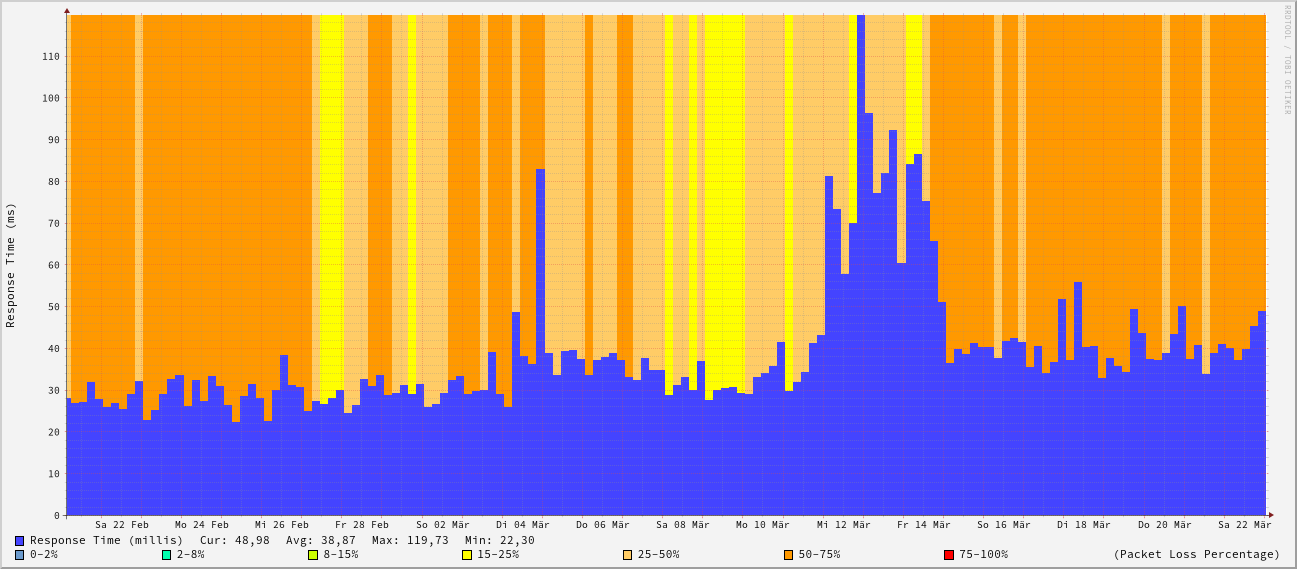 RRDTOOL / TOBI OETIKER
Response Time (ms)
110
100
90
80
70
60
50
40
30
20
10
0
Sa 22 Feb Mo 24 Feb Mi 26 Feb Fr 28 Feb So 02 Mär Di 04 Mär Do 06 Mär Sa 08 Mär Mo 10 Mär Mi 12 Mär Fr 14 Mär So 16 Mär Di 18 Mär Do 20 Mär Sa 22 Mär
Response Time (millis) Cur: 48,98 Avg: 38,87 Max: 119,73 Min: 22,30
0-2% 2-8% 8-15% 15-25% 25-50% 50-75% 75-100% (Packet Loss Percentage)